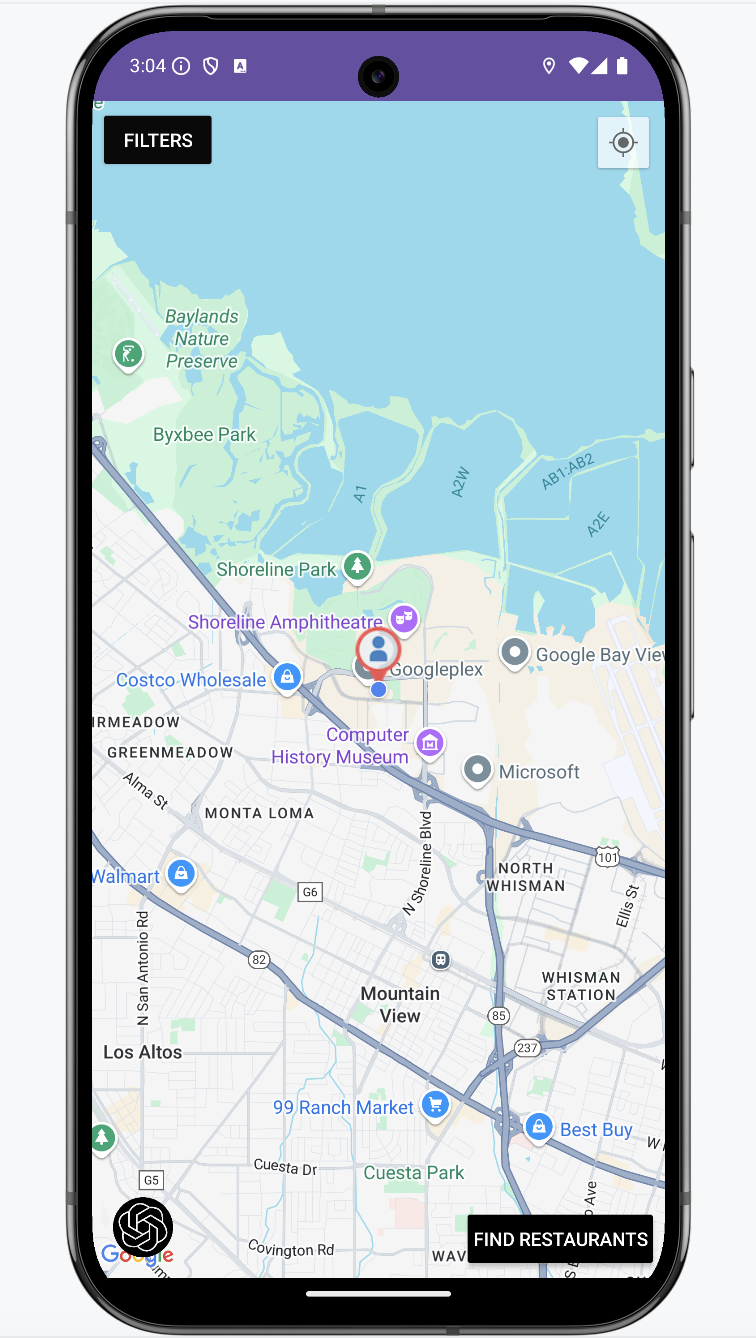 3:04
FILTERS
Baylands
Nature
Preserve
Byxbee Park
A1
A2W
AB1:AB2
A2E
Shoreline Park
Shoreline Amphitheatre
Googleplex
Google Bay View
Costco Wholesale
IRMEADOW
GREENMEADOW
Computer
History Museum
Microsoft
Alma St
MONTA LOMA
N Shoreline Blvd
101
Walmart
NORTH
WHISMAN
G6
Ellis St
N San Antonio Rd
82
WHISMAN
STATION
Mountain
View
85
237
Los Altos
99 Ranch Market
Best Buy
Cuesta Dr
Cuesta Park
G5
FIND RESTAURANTS
Google
Covington Rd
WAV